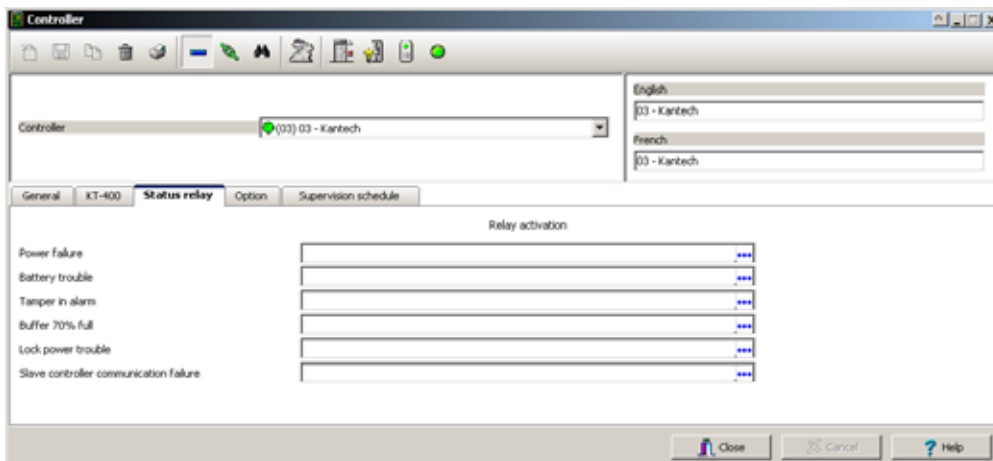 Controller
English
03 - Kantech
Controller
(03) 03 - Kantech
French
03 - Kantech
General KT-400 Status relay Option Supervision schedule
Relay activation
Power failure
Battery trouble
Tamper in alarm
Buffer 70% full
Lock power trouble
Slave controller communication failure
Close Cancel Help